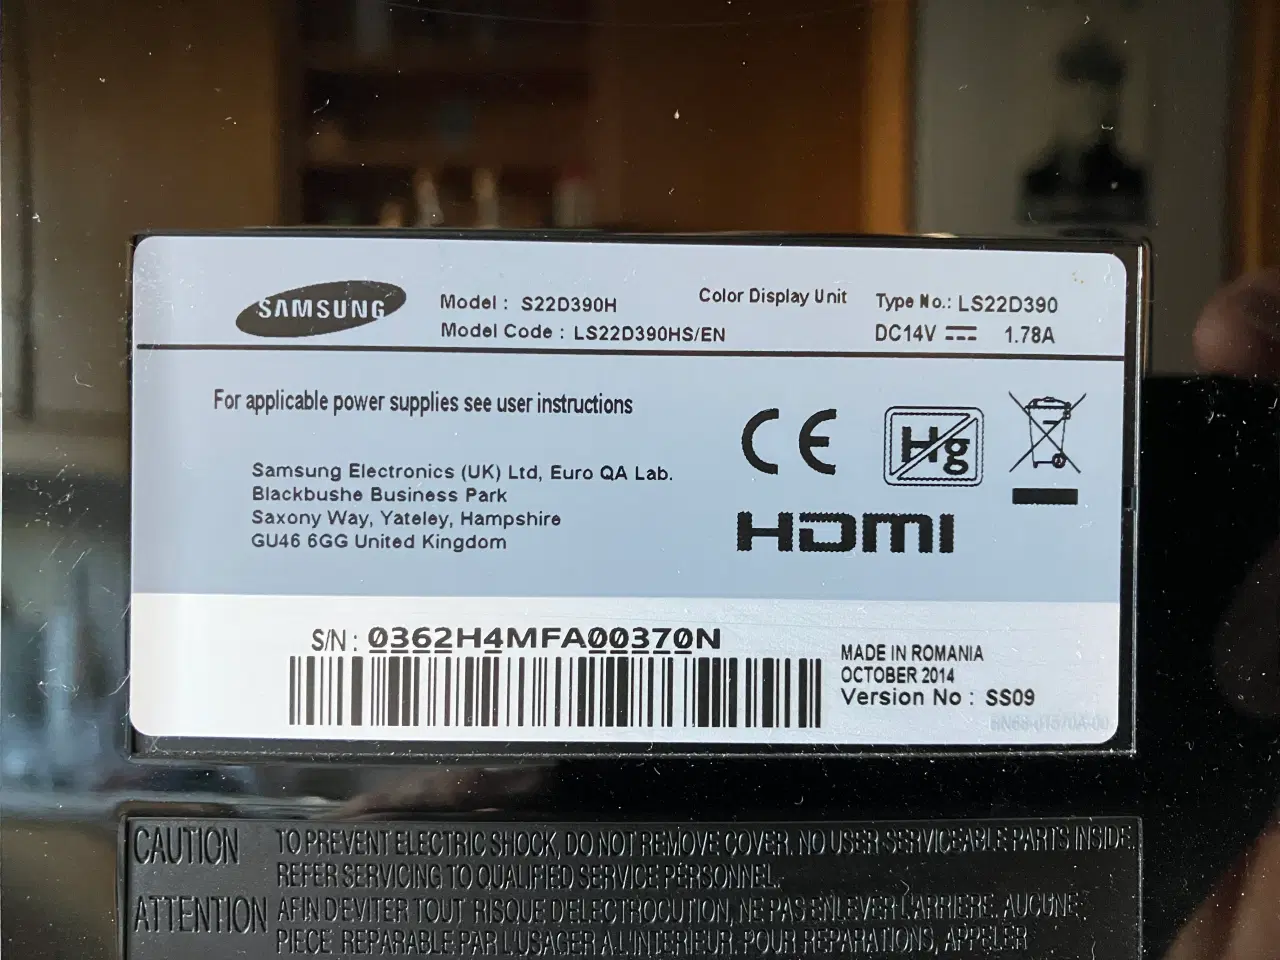 SAMSUNG
Model : S22D390H
Model Code : LS22D390HS/EN
Color Display Unit
Type No.: LS22D390
DC14V ⎓ 1.78A
For applicable power supplies see user instructions
Samsung Electronics (UK) Ltd, Euro QA Lab.
Blackbushe Business Park
Saxony Way, Yateley, Hampshire
GU46 6GG United Kingdom
CE
Hg
HDMI
S/N : 0362H4MFA00370N
MADE IN ROMANIA
OCTOBER 2014
Version No : SS09
CAUTION TO PREVENT ELECTRIC SHOCK, DO NOT REMOVE COVER. NO USER SERVICEABLE PARTS INSIDE.
REFER SERVICING TO QUALIFIED SERVICE PERSONNEL.
ATTENTION AFIN D'EVITER TOUT RISQUE D'ELECTROCUTION, NE PAS ENLEVER L'ARRIERE. AUCUNE
PIECE REPARABLE PAR L'USAGER A L'INTERIEUR. POUR REPARATIONS, APPELER